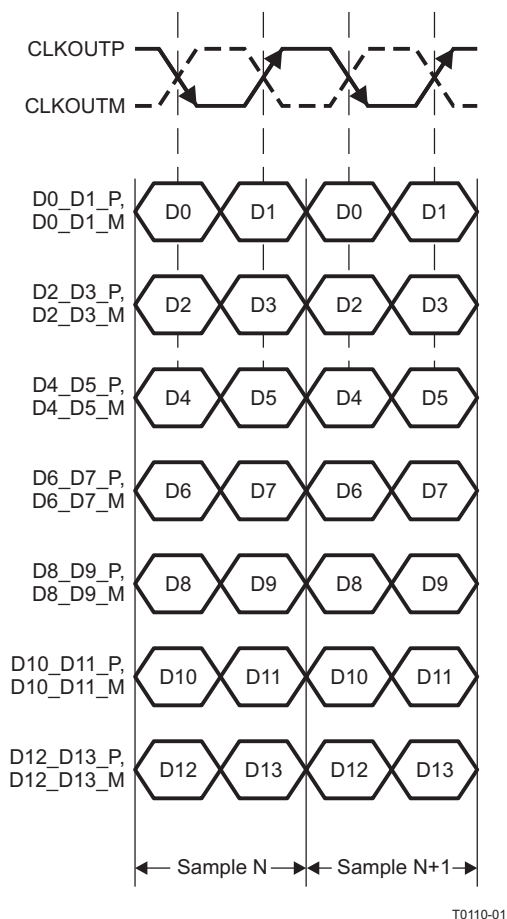 CLKOUTP
CLKOUTM
D0_D1_P,
D0_D1_M
D0 D1 D0 D1
D2_D3_P,
D2_D3_M
D2 D3 D2 D3
D4_D5_P,
D4_D5_M
D4 D5 D4 D5
D6_D7_P,
D6_D7_M
D6 D7 D6 D7
D8_D9_P,
D8_D9_M
D8 D9 D8 D9
D10_D11_P,
D10_D11_M
D10 D11 D10 D11
D12_D13_P,
D12_D13_M
D12 D13 D12 D13
Sample N Sample N+1
T0110-01